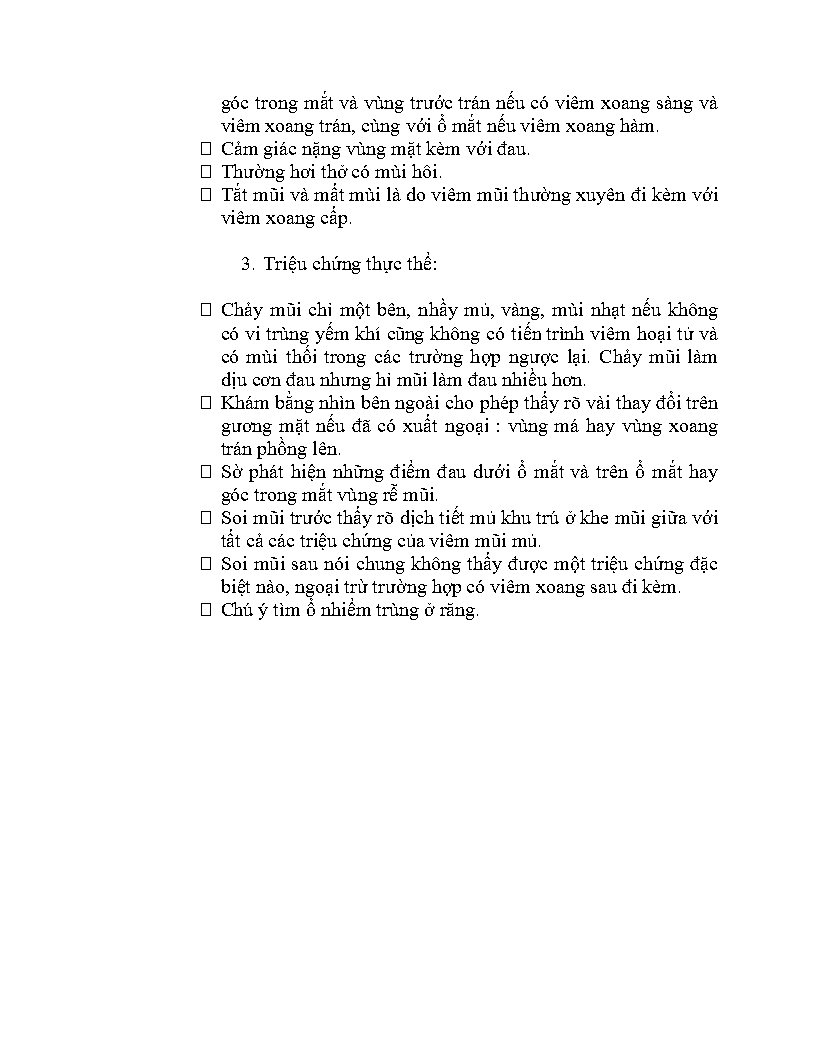 góc trong mắt và vùng trước trán nếu có viêm xoang sàng và
viêm xoang trán, cùng với ổ mắt nếu viêm xoang hàm.
Cảm giác nặng vùng mặt kèm với đau.
Thường hơi thở có mùi hôi.
Tắt mũi và mất mùi là do viêm mũi thường xuyên đi kèm với
viêm xoang cấp.
3. Triệu chứng thực thể:
Chảy mũi chỉ một bên, nhầy mủ, vàng, mùi nhạt nếu không
có vi trùng yếm khí cũng không có tiến trình viêm hoại tử và
có mùi thối trong các trường hợp ngược lại. Chảy mũi làm
dịu cơn đau nhưng hỉ mũi làm đau nhiều hơn.
Khám bằng nhìn bên ngoài cho phép thấy rõ vài thay đổi trên
gương mặt nếu đã có xuất ngoại : vùng má hay vùng xoang
trán phồng lên.
Sờ phát hiện những điểm đau dưới ổ mắt và trên ổ mắt hay
góc trong mắt vùng rễ mũi.
Soi mũi trước thấy rõ dịch tiết mủ khu trú ở khe mũi giữa với
tất cả các triệu chứng của viêm mũi mủ.
Soi mũi sau nói chung không thấy được một triệu chứng đặc
biệt nào, ngoại trừ trường hợp có viêm xoang sau đi kèm.
Chú ý tìm ổ nhiểm trùng ở răng.